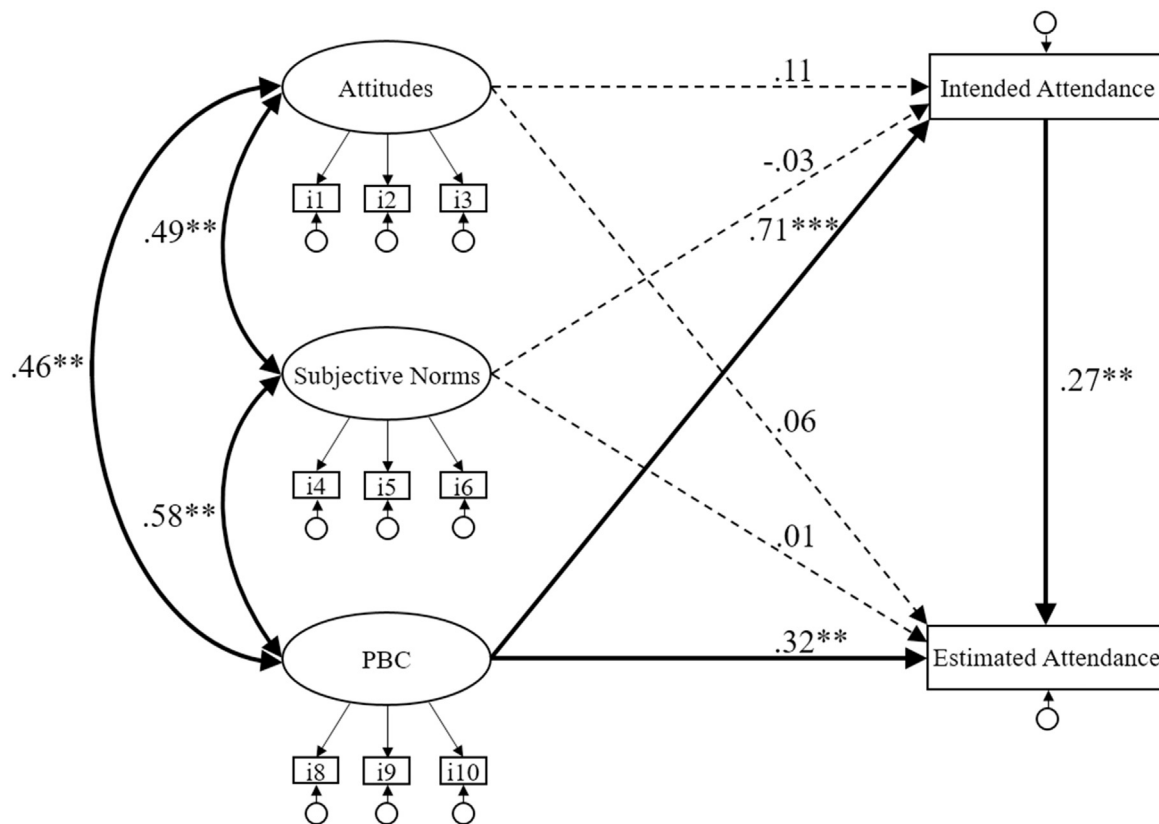 Attitudes
.11
Intended Attendance
i1
i2
i3
-.03
.49**
.71***
.46**
Subjective Norms
.27**
.06
i4
i5
i6
.58**
.01
.32**
PBC
Estimated Attendance
i8
i9
i10